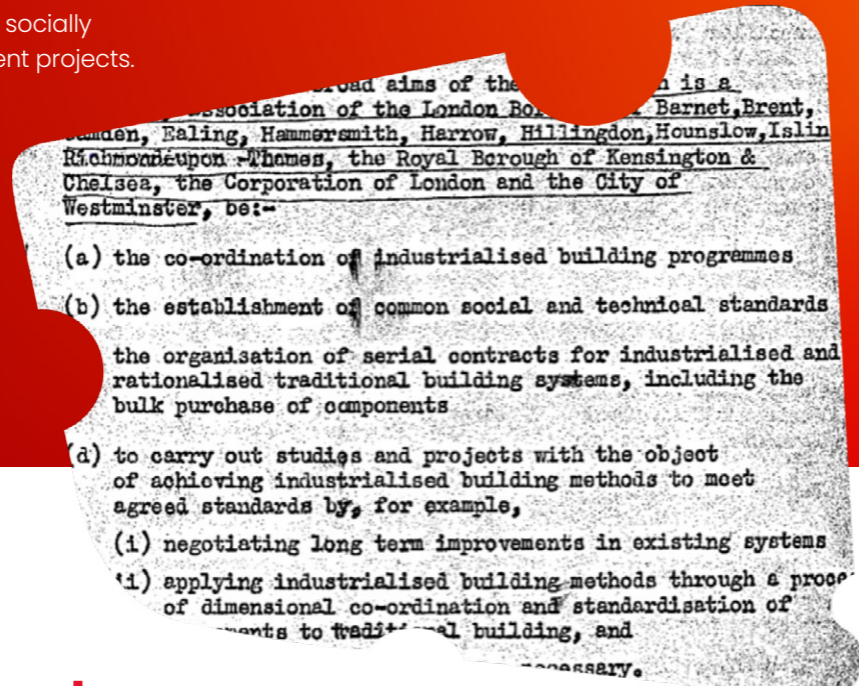 socially
ent projects.
oad aims of the n is a
ssociation of the London Bo Barnet,Brent,
amden, Ealing, Hammersmith, Harrow, Hillingdon,Hounslow,Islin
Richmond-upon-Thames, the Royal Borough of Kensington &
Chelsea, the Corporation of London and the City of
Westminster, be:-
(a) the co-ordination of industrialised building programmes
(b) the establishment of common social and technical standards
the organisation of serial contracts for industrialised and
rationalised traditional building systems, including the
bulk purchase of components
(d) to carry out studies and projects with the object
of achieving industrialised building methods to meet
agreed standards by, for example,
(i) negotiating long term improvements in existing systems
ii) applying industrialised building methods through a proce
of dimensional co-ordination and standardisation of
nents to traditional building, and
necessary.